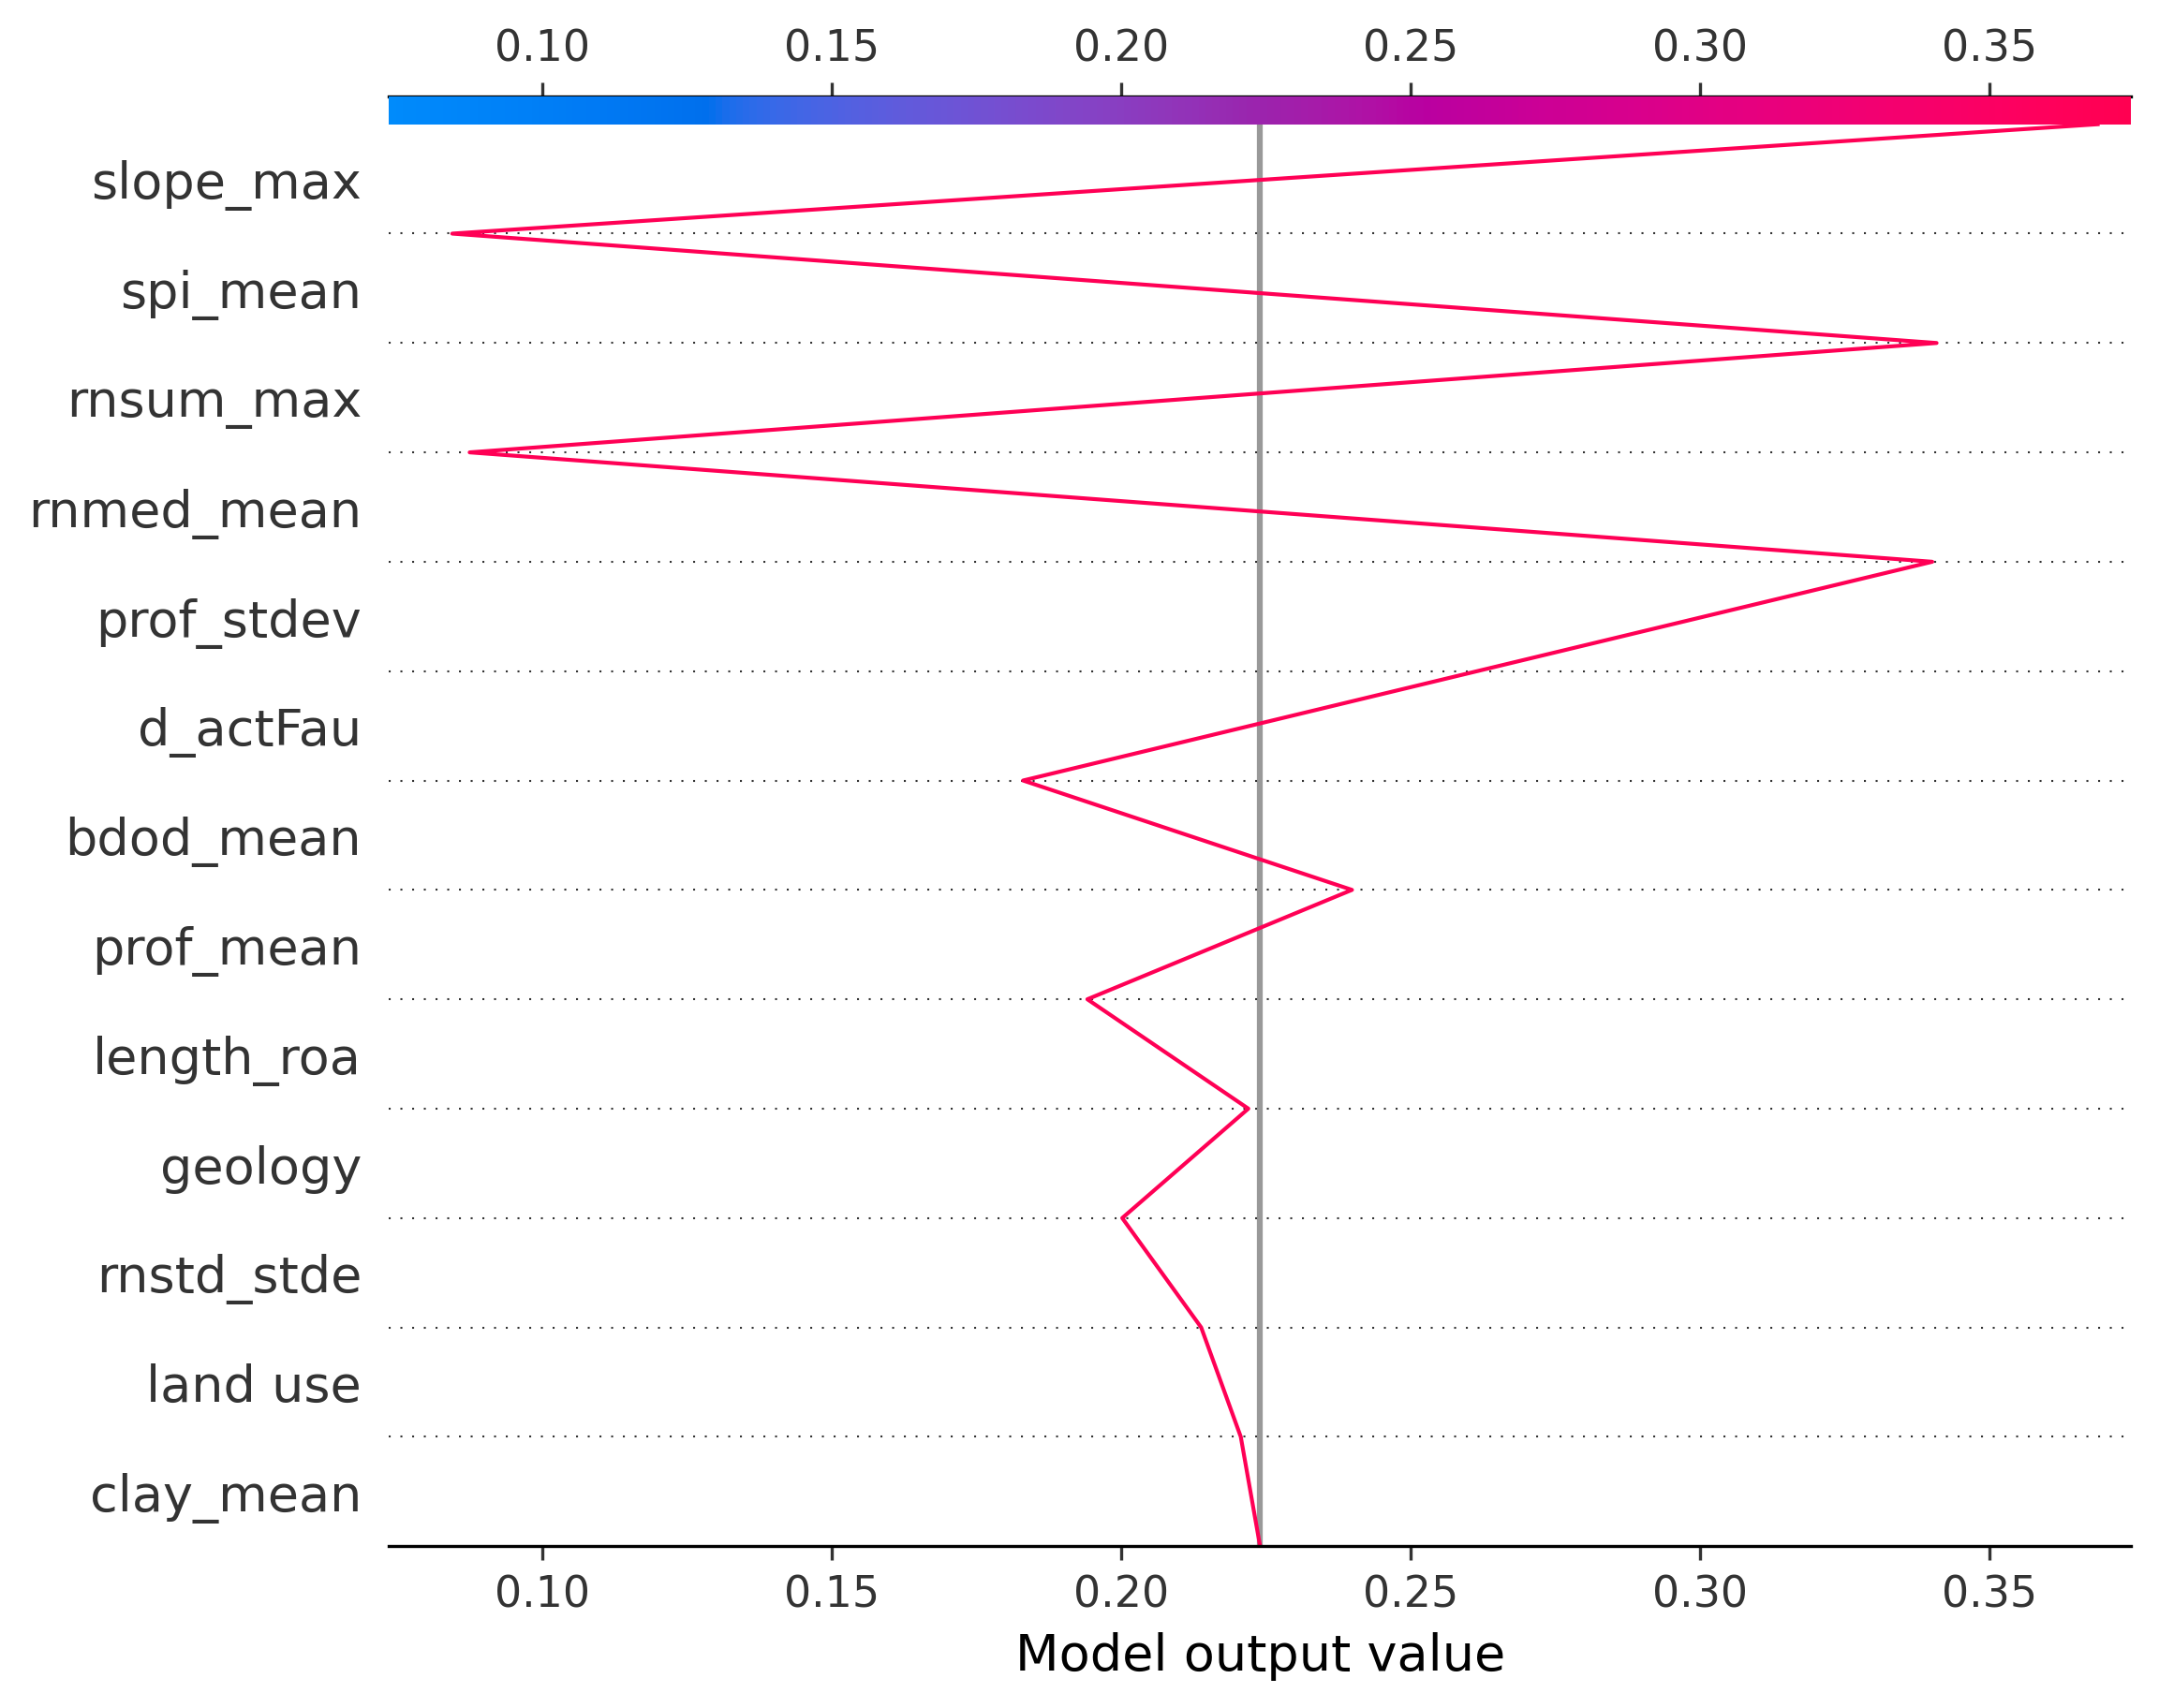 0.10 0.15 0.20 0.25 0.30 0.35
slope_max
spi_mean
rnsum_max
rnmed_mean
prof_stdev
d_actFau
bdod_mean
prof_mean
length_roa
geology
rnstd_stde
land use
clay_mean
0.10 0.15 0.20 0.25 0.30 0.35
Model output value